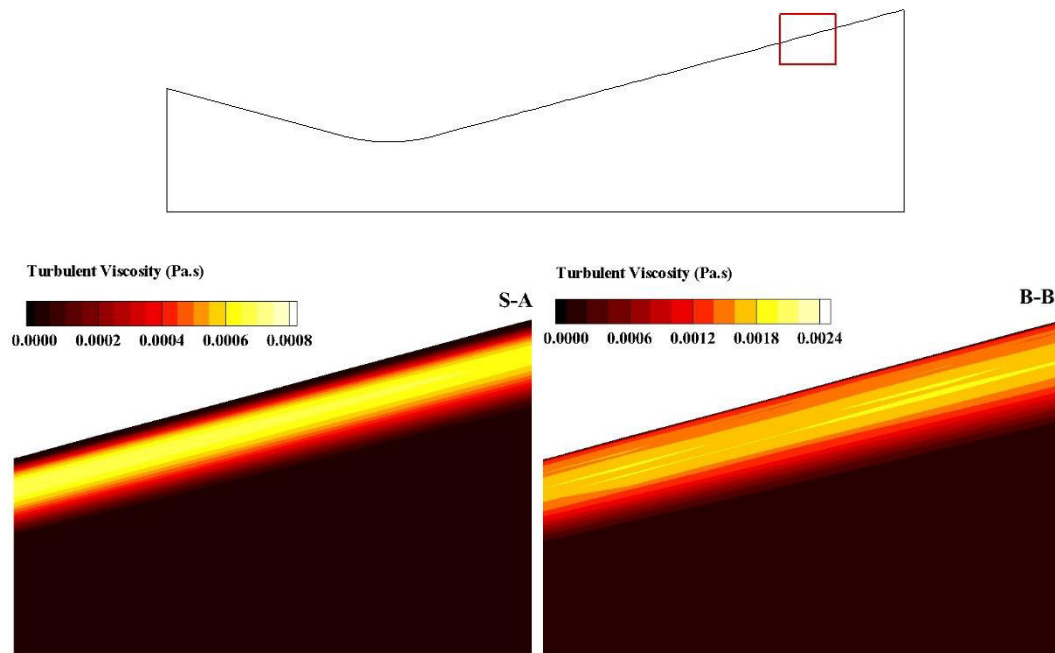 Turbulent Viscosity (Pa.s)
S-A
0.0000 0.0002 0.0004 0.0006 0.0008
Turbulent Viscosity (Pa.s)
B-B
0.0000 0.0006 0.0012 0.0018 0.0024